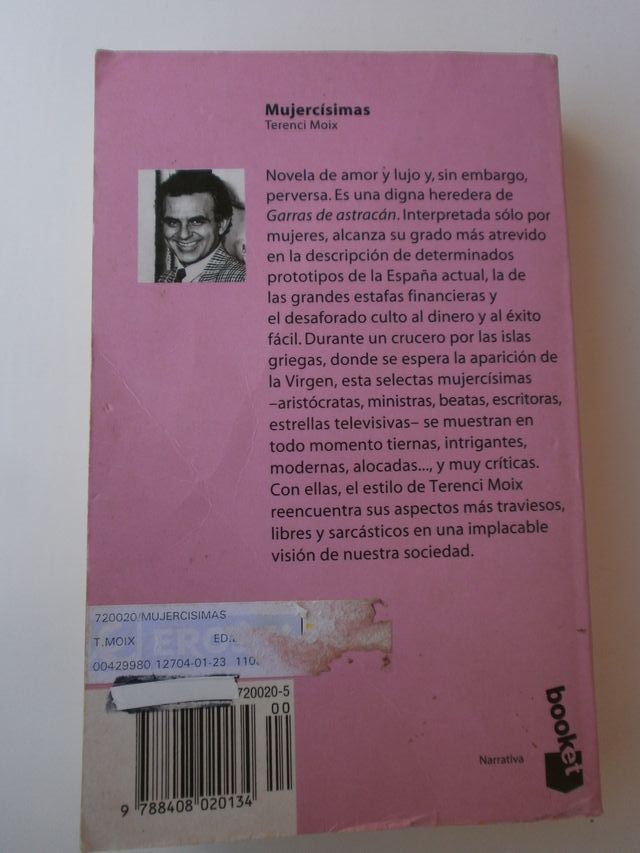 Mujercísimas
Terenci Moix
Novela de amor y lujo y, sin embargo,
perversa. Es una digna heredera de
Garras de astracán. Interpretada sólo por
mujeres, alcanza su grado más atrevido
en la descripción de determinados
prototipos de la España actual, la de
las grandes estafas financieras y
el desaforado culto al dinero y al éxito
fácil. Durante un crucero por las islas
griegas, donde se espera la aparición de
la Virgen, esta selectas mujercísimas
–aristócratas, ministras, beatas, escritoras,
estrellas televisivas– se muestran en
todo momento tiernas, intrigantes,
modernas, alocadas..., y muy críticas.
Con ellas, el estilo de Terenci Moix
reencuentra sus aspectos más traviesos,
libres y sarcásticos en una implacable
visión de nuestra sociedad.
720020/MUJERCISIMAS
T.MOIX ED.
00429980 12704-01-23 110
720020-5
00
9 788408 020134
Narrativa
booket